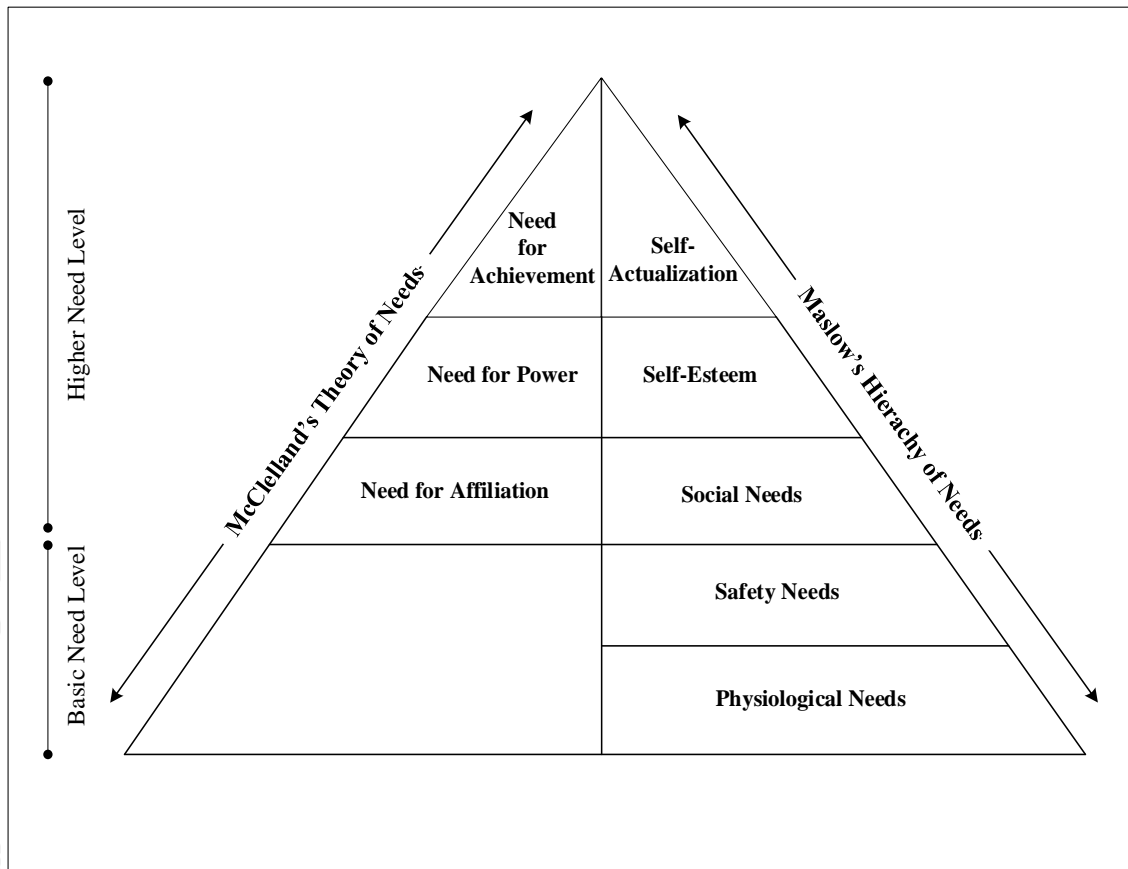 Higher Need Level
Basic Need Level
McClelland’s Theory of Needs
Maslow’s Hierachy of Needs
Need
for
Achievement
Self-
Actualization
Need for Power
Self-Esteem
Need for Affiliation
Social Needs
Safety Needs
Physiological Needs